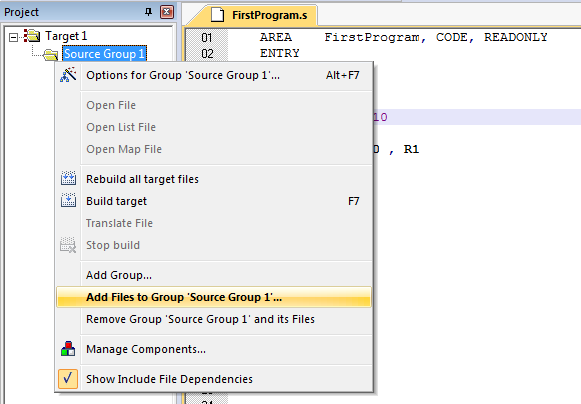 Project
FirstProgram.s
Target 1
Source Group 1
01 AREA FirstProgram, CODE, READONLY
02 ENTRY
Options for Group 'Source Group 1'... Alt+F7
Open File
Open List File
10
Open Map File
0 , R1
Rebuild all target files
Build target F7
Translate File
Stop build
Add Group...
Add Files to Group 'Source Group 1'...
Remove Group 'Source Group 1' and its Files
Manage Components...
Show Include File Dependencies